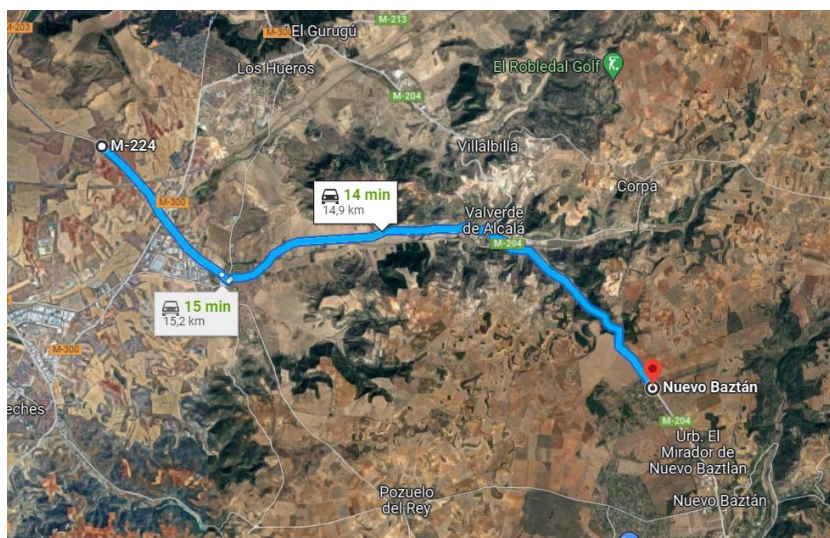 M-203
M-300
El Gurugú
M-213
Los Hueros
El Robledal Golf
M-204
M-224
Villalbilla
Corpa
14 min
14,9 km
M-300
Valverde
de Alcalá
M-204
15 min
15,2 km
M-300
Nuevo Baztán
eches
M-204
Urb. El
Mirador de
Nuevo Baztlan
Pozuelo
del Rey
Nuevo Baztán